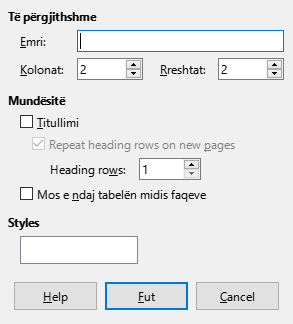 Të përgjithshme
Emri:
Kolonat: 2 Rreshtat: 2
Mundësitë
Titullimi
Repeat heading rows on new pages
Heading rows: 1
Mos e ndaj tabelën midis faqeve
Styles
Help Fut Cancel